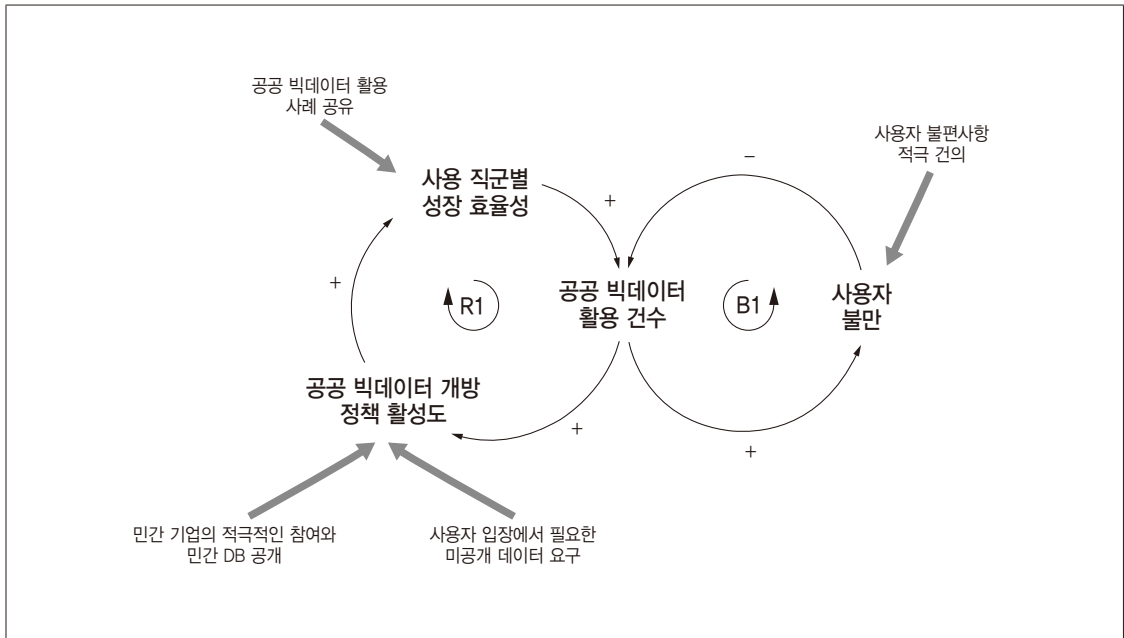 공공 빅데이터 활용
사례 공유
사용자 불편사항
적극 건의
사용 직군별
성장 효율성
+
−
+
R1
공공 빅데이터
활용 건수
B1
사용자
불만
공공 빅데이터 개방
정책 활성도
+
+
민간 기업의 적극적인 참여와
민간 DB 공개
사용자 입장에서 필요한
미공개 데이터 요구